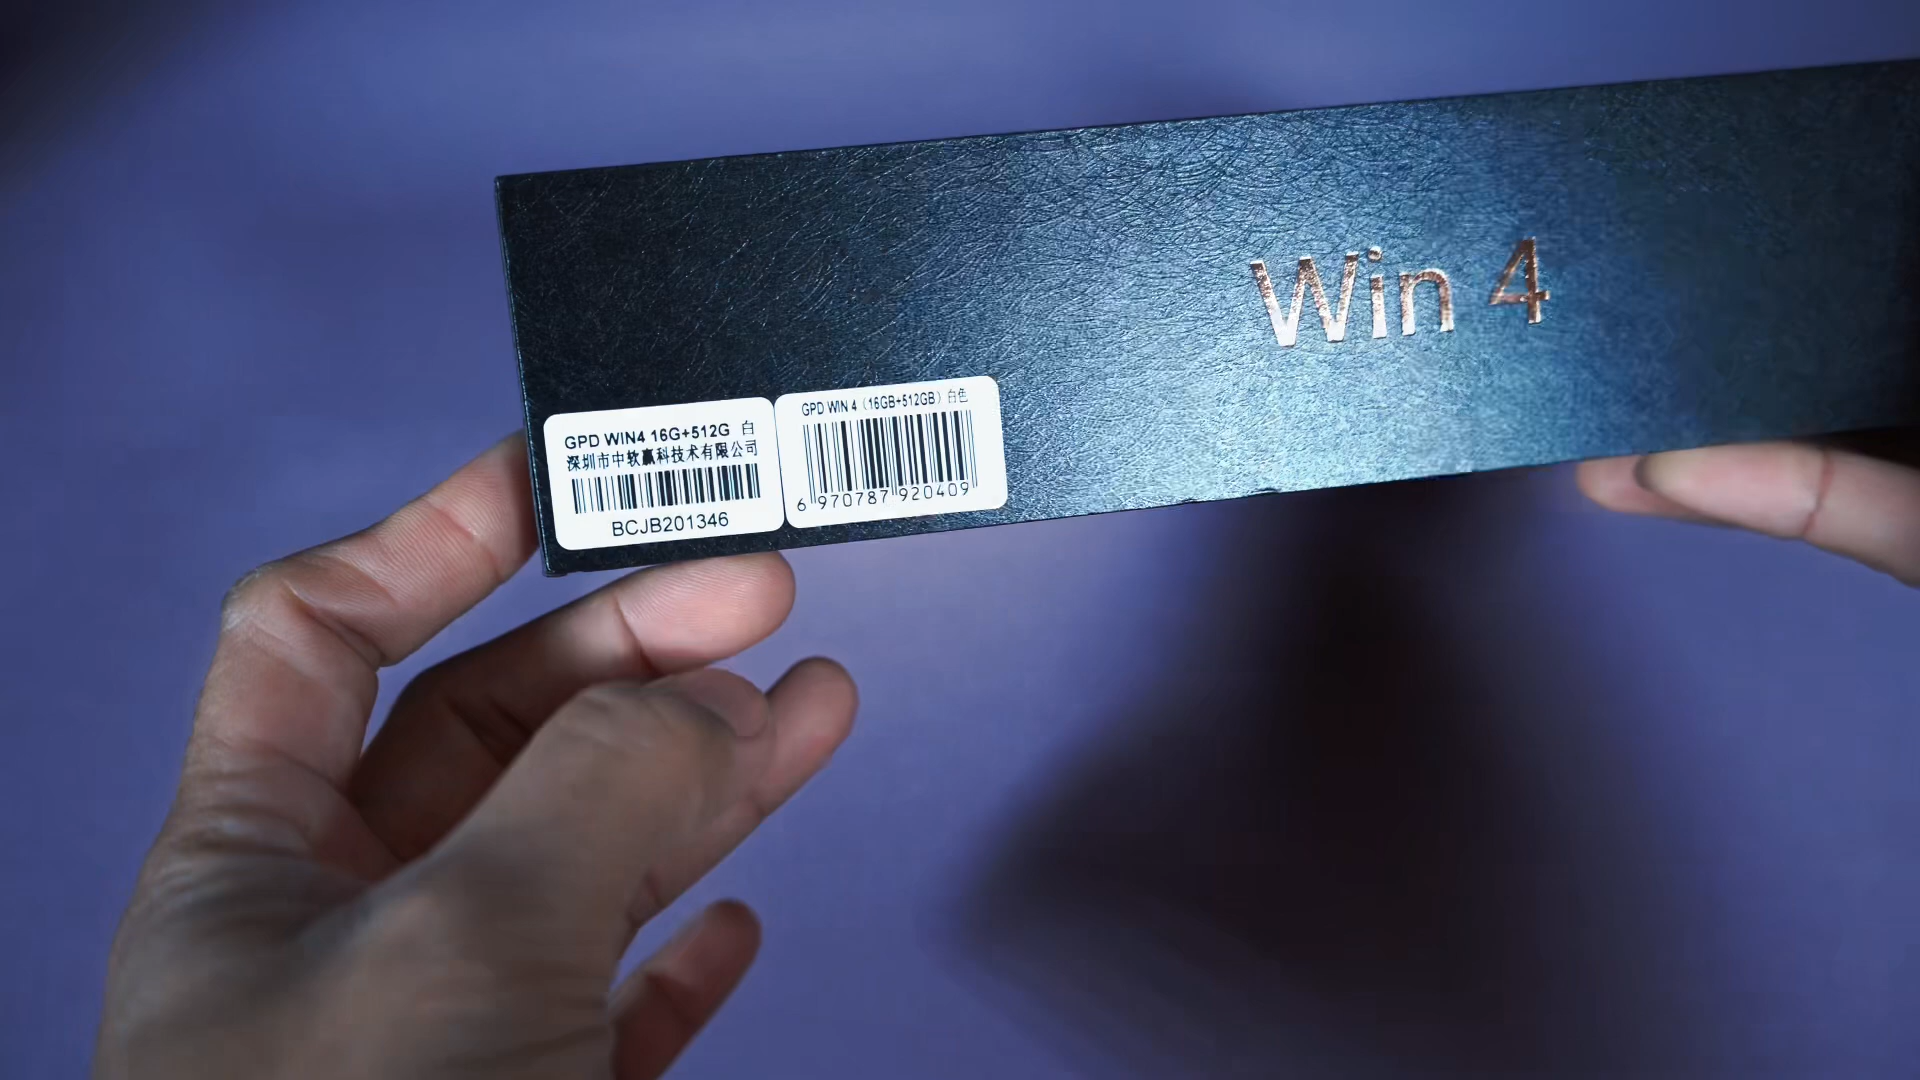 Win 4
GPD WIN4 16G+512G 白
深圳市中软赢科技术有限公司
BCJB201346
GPD WIN 4（16GB+512GB）白色
6 970787 920409